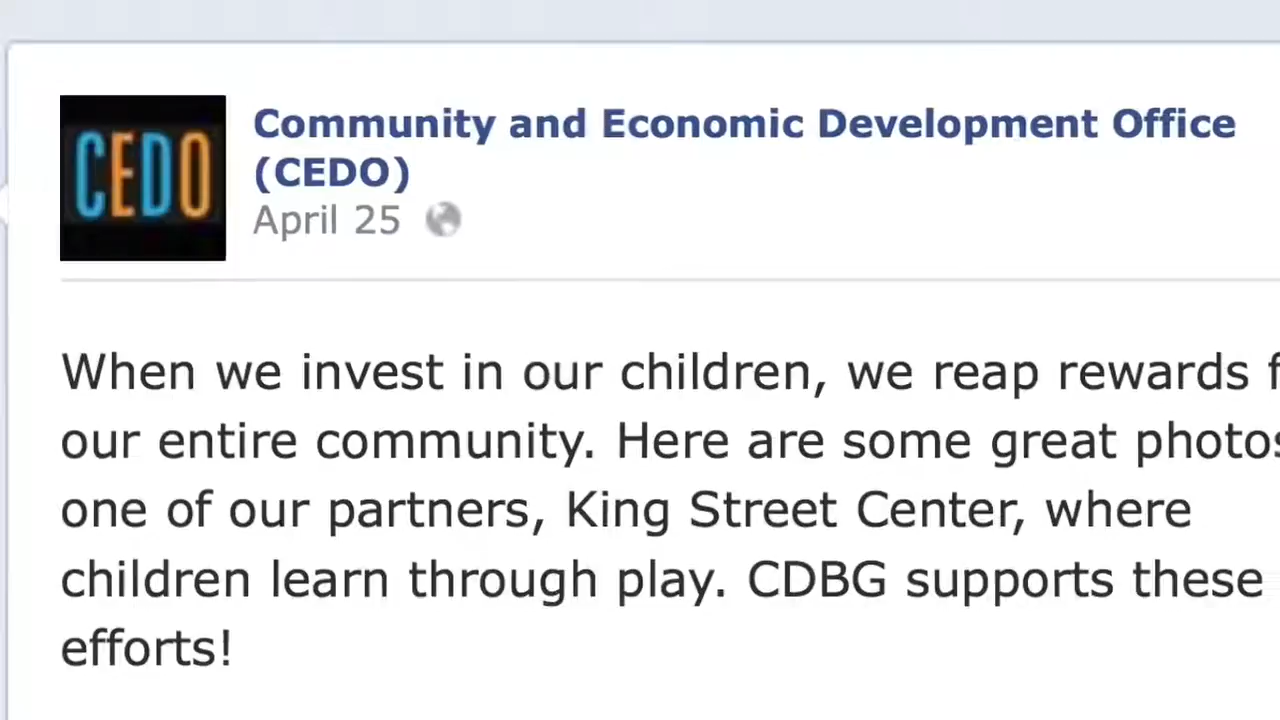 CEDO
Community and Economic Development Office
(CEDO)
April 25
When we invest in our children, we reap rewards
our entire community. Here are some great photos
one of our partners, King Street Center, where
children learn through play. CDBG supports these
efforts!